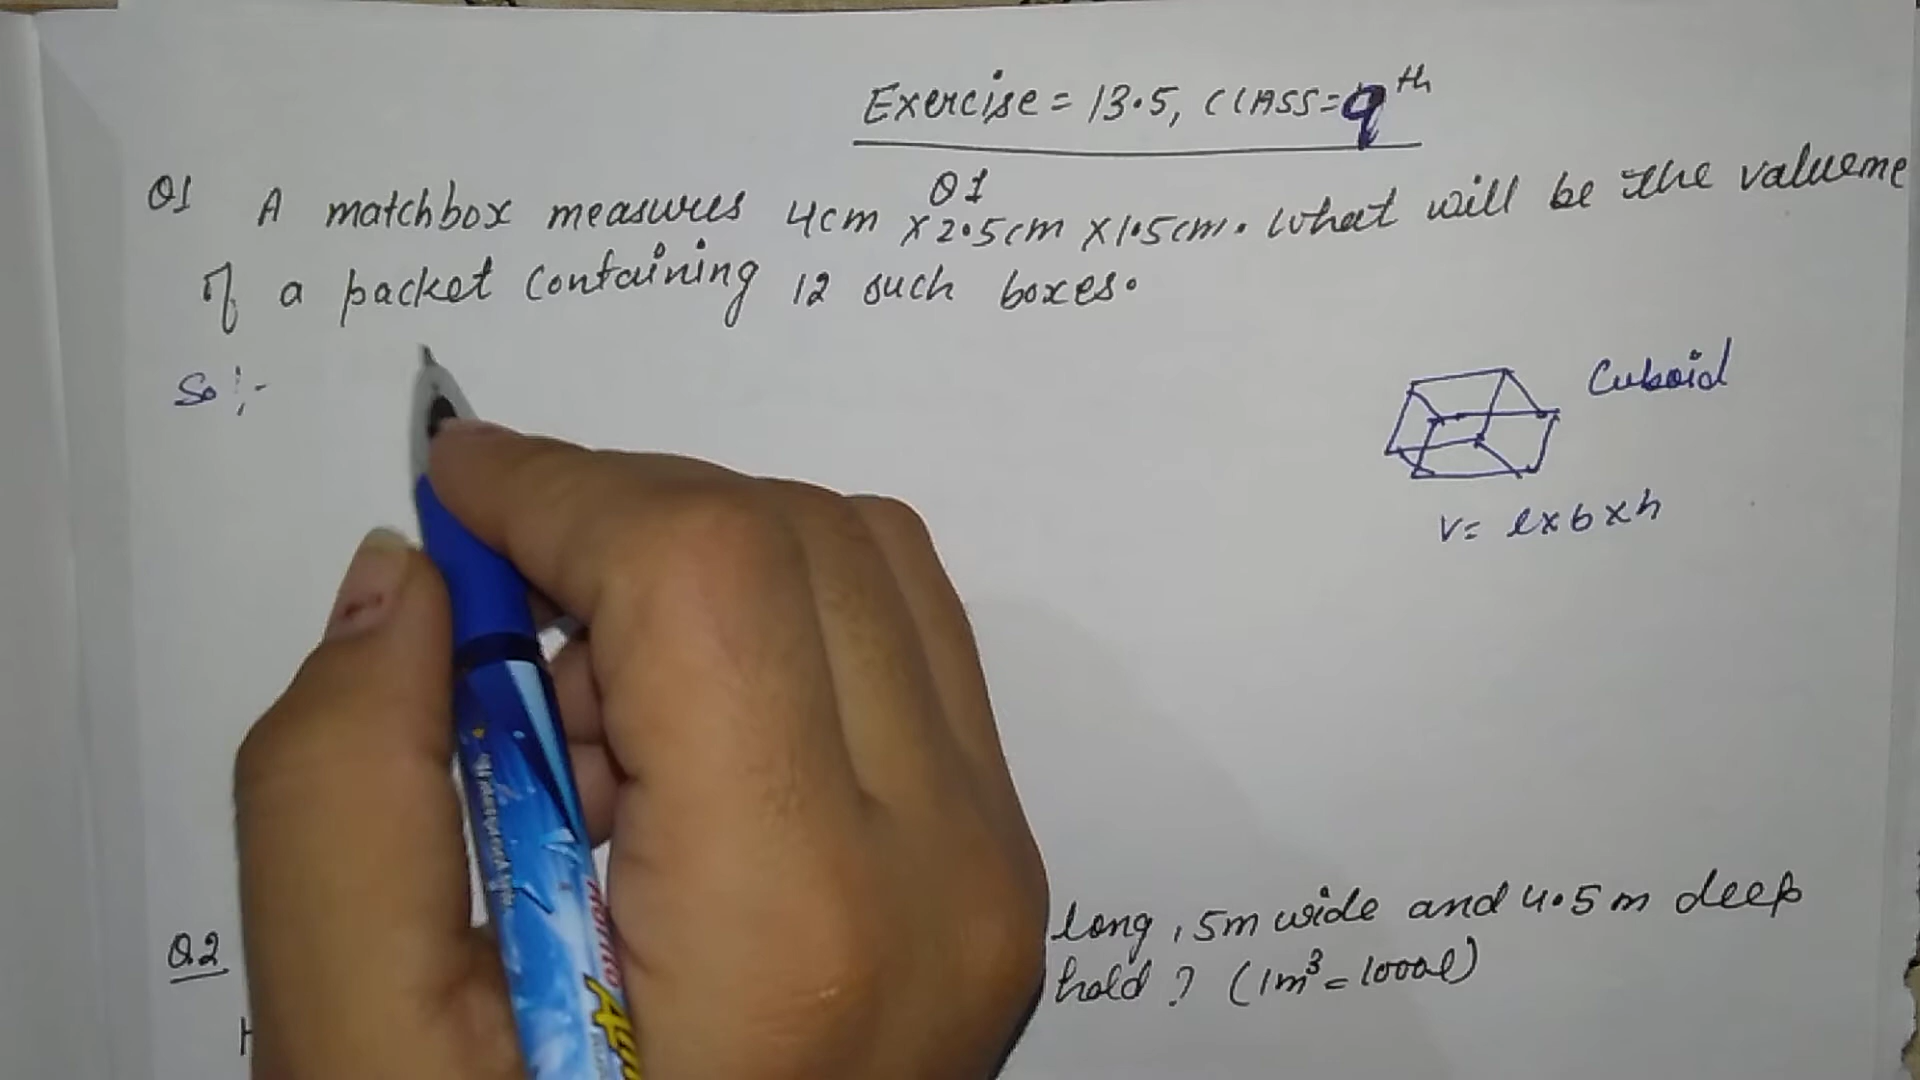 Exercise = 13.5, CLASS = 9th
Q1
Q1 A matchbox measures 4cm x 2.5cm x 1.5cm. What will be the valueme
of a packet containing 12 such boxes.
So!:-
Cuboid
V= l x b x h
Q2 long, 5m wide and 4.5m deep
hold? (1m³ = 1000l)